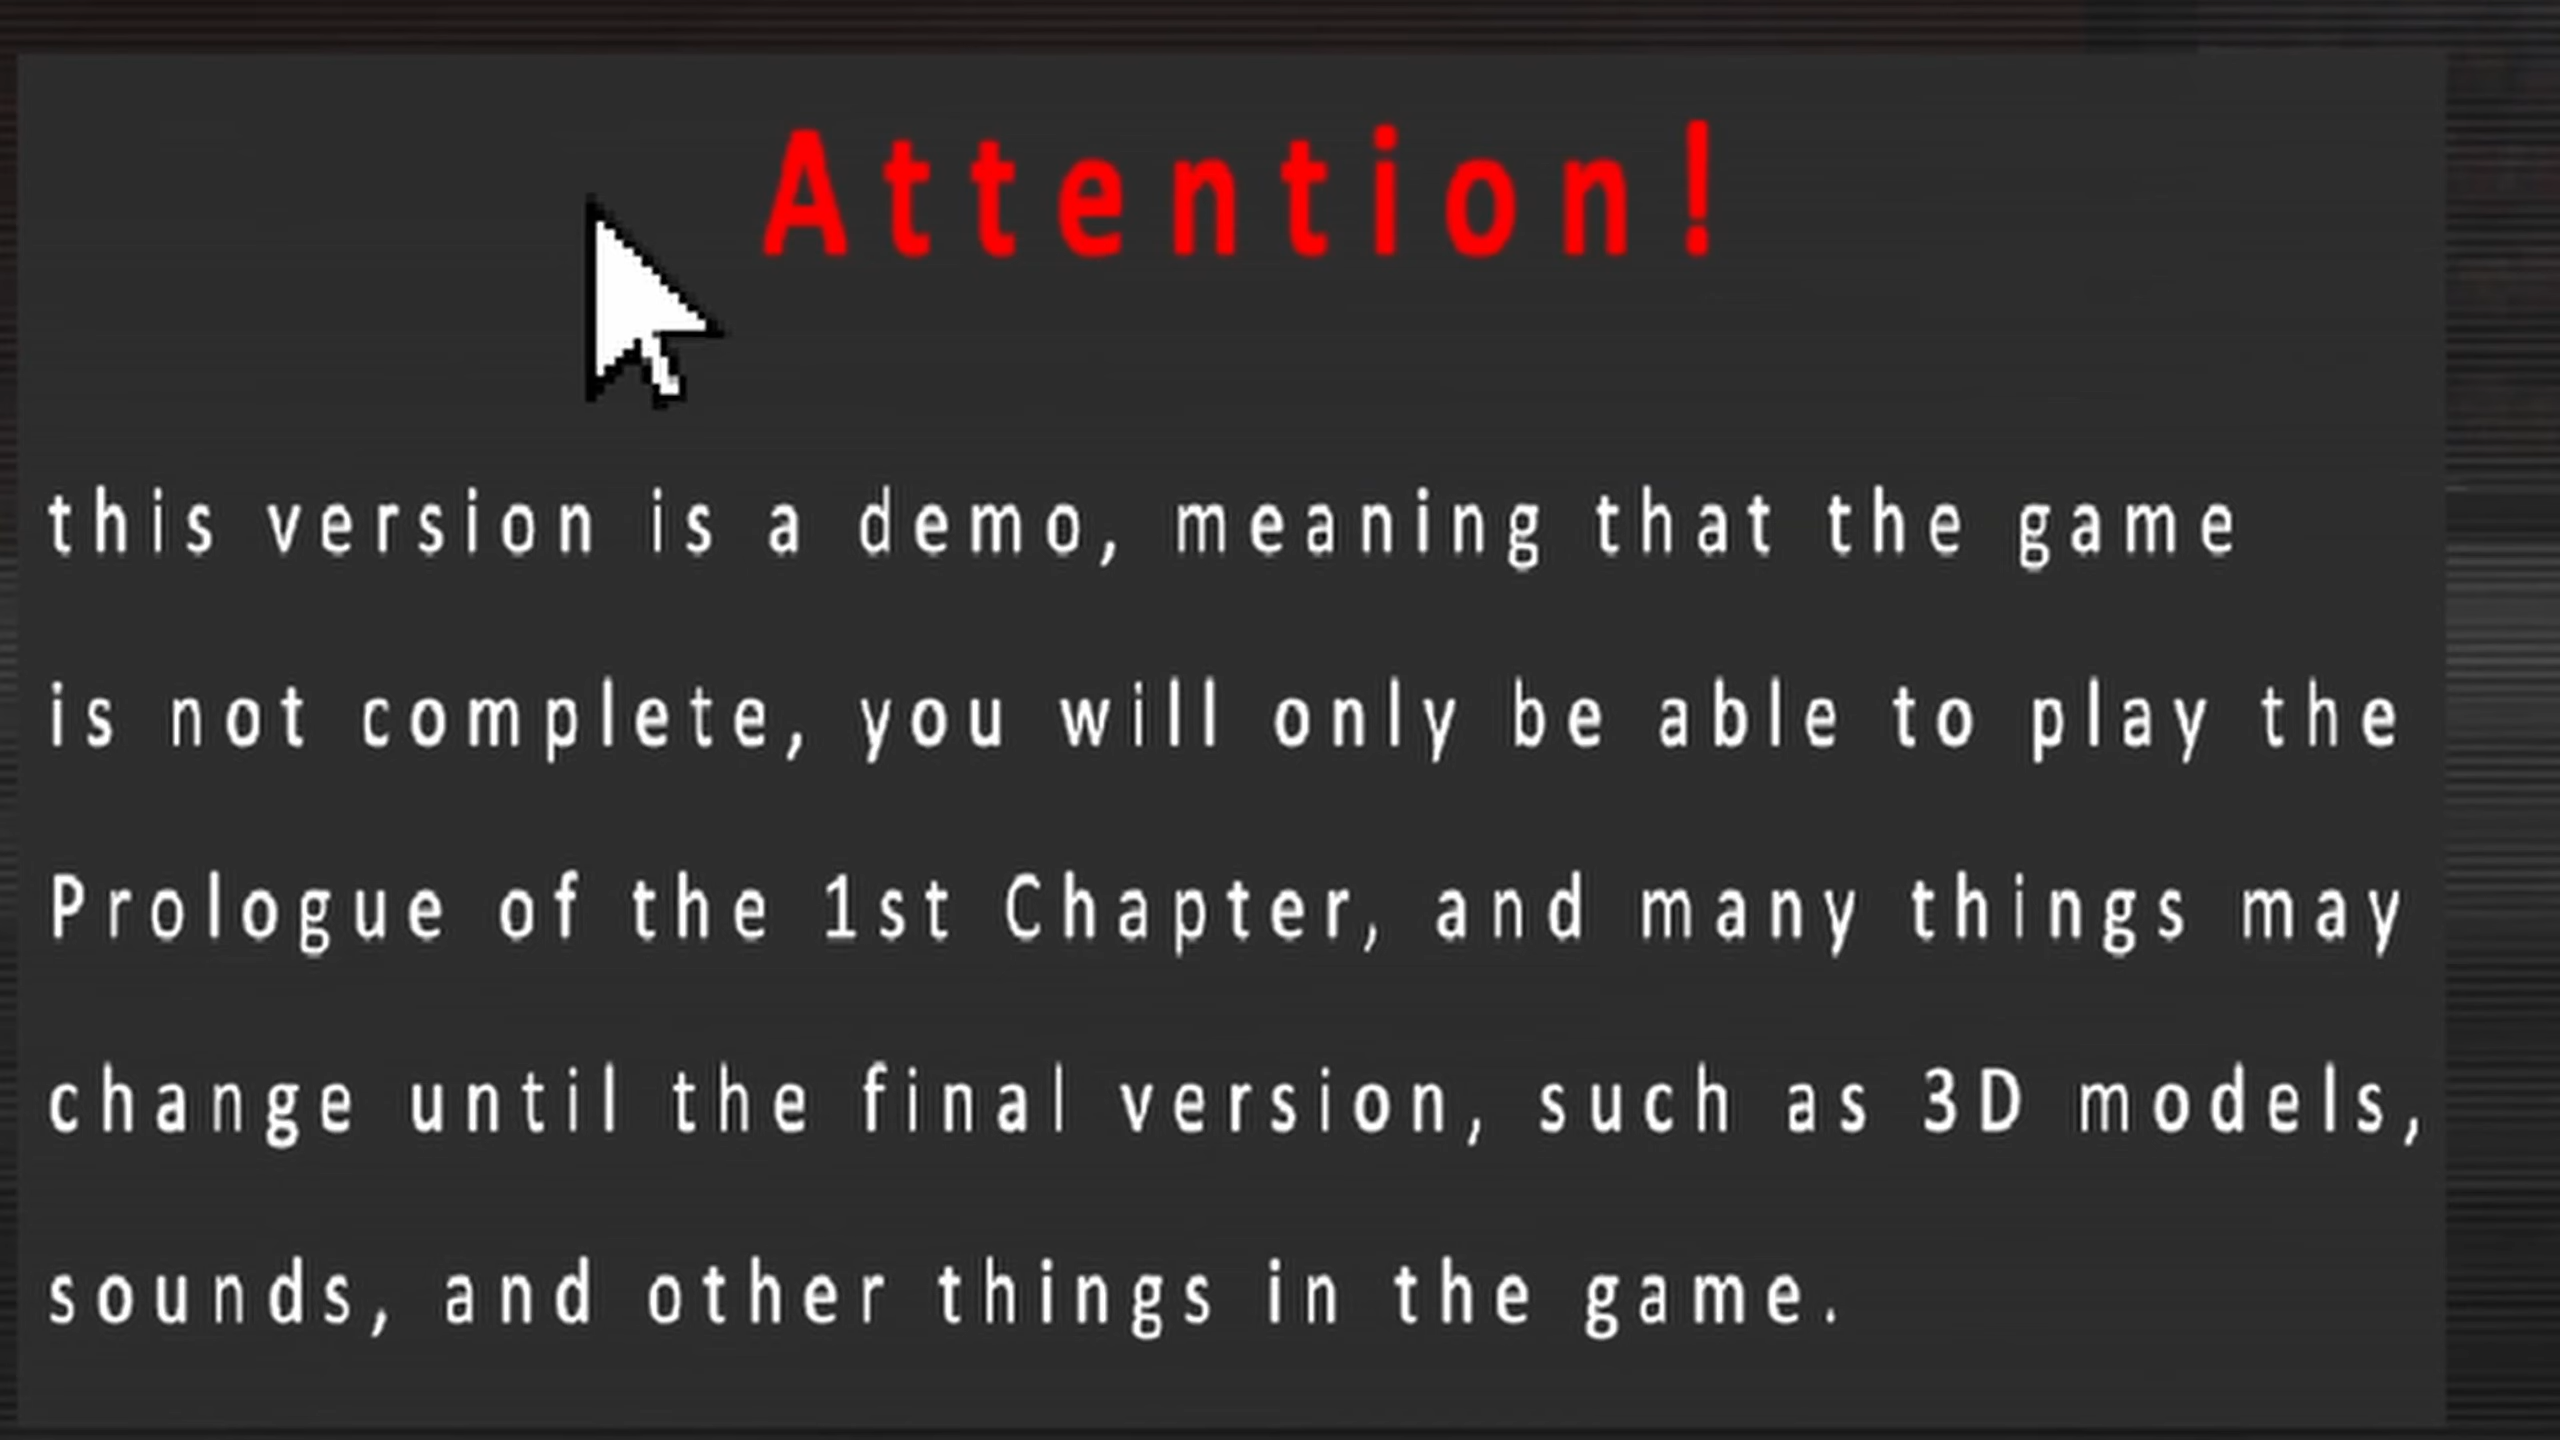 Attention!
this version is a demo, meaning that the game
is not complete, you will only be able to play the
Prologue of the 1st Chapter, and many things may
change until the final version, such as 3D models,
sounds, and other things in the game.